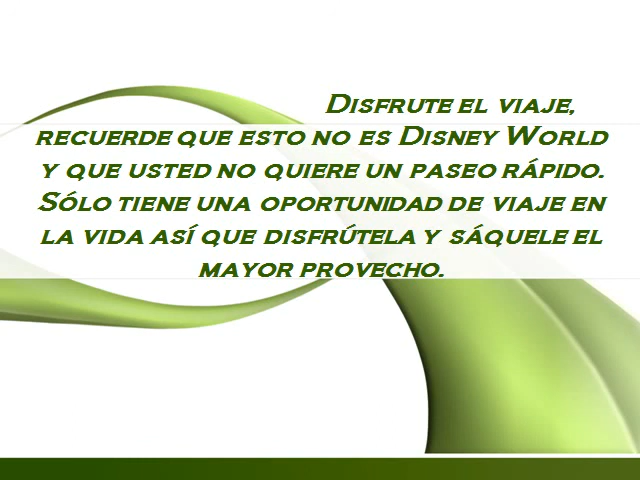 Disfrute el viaje,
recuerde que esto no es Disney World
y que usted no quiere un paseo rápido.
Sólo tiene una oportunidad de viaje en
la vida así que disfrútela y sáquele el
mayor provecho.